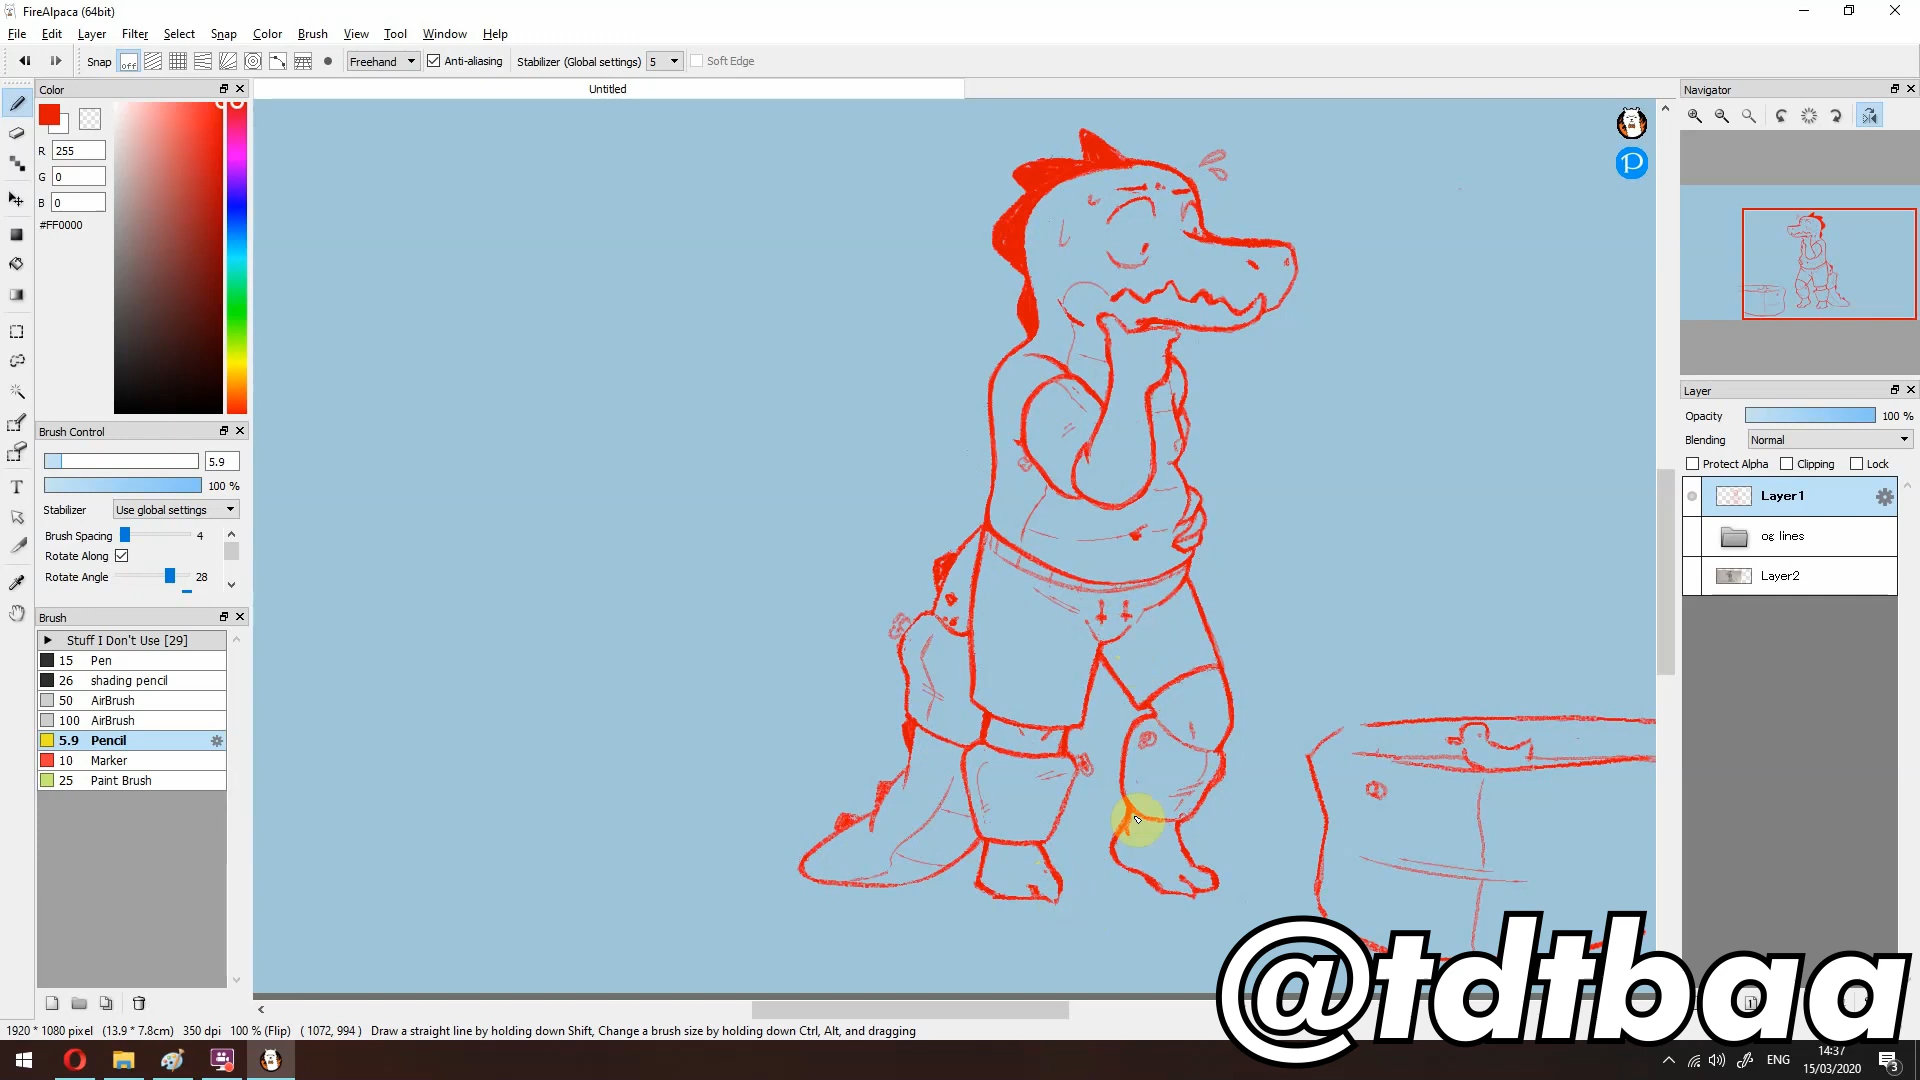 FireAlpaca (64bit)
File Edit Layer Filter Select Snap Color Brush View Tool Window Help
Snap off Freehand Anti-aliasing Stabilizer (Global settings) 5 Soft Edge
Color
Untitled
Navigator
R 255
G 0
B 0
#FF0000
P
Layer
Opacity 100 %
Blending Normal
Protect Alpha Clipping Lock
Layer1
og lines
Layer2
Brush Control
5.9
100 %
Stabilizer Use global settings
Brush Spacing 4
Rotate Along
Rotate Angle 28
Brush
Stuff I Don't Use [29]
15 Pen
26 shading pencil
50 AirBrush
100 AirBrush
5.9 Pencil
10 Marker
25 Paint Brush
@tdtbaa
1920 * 1080 pixel (13.9 * 7.8cm) 350 dpi 100 % (Flip) ( 1072, 994 ) Draw a straight line by holding down Shift, Change a brush size by holding down Ctrl, Alt, and dragging
ENG
14:37
15/03/2020
3